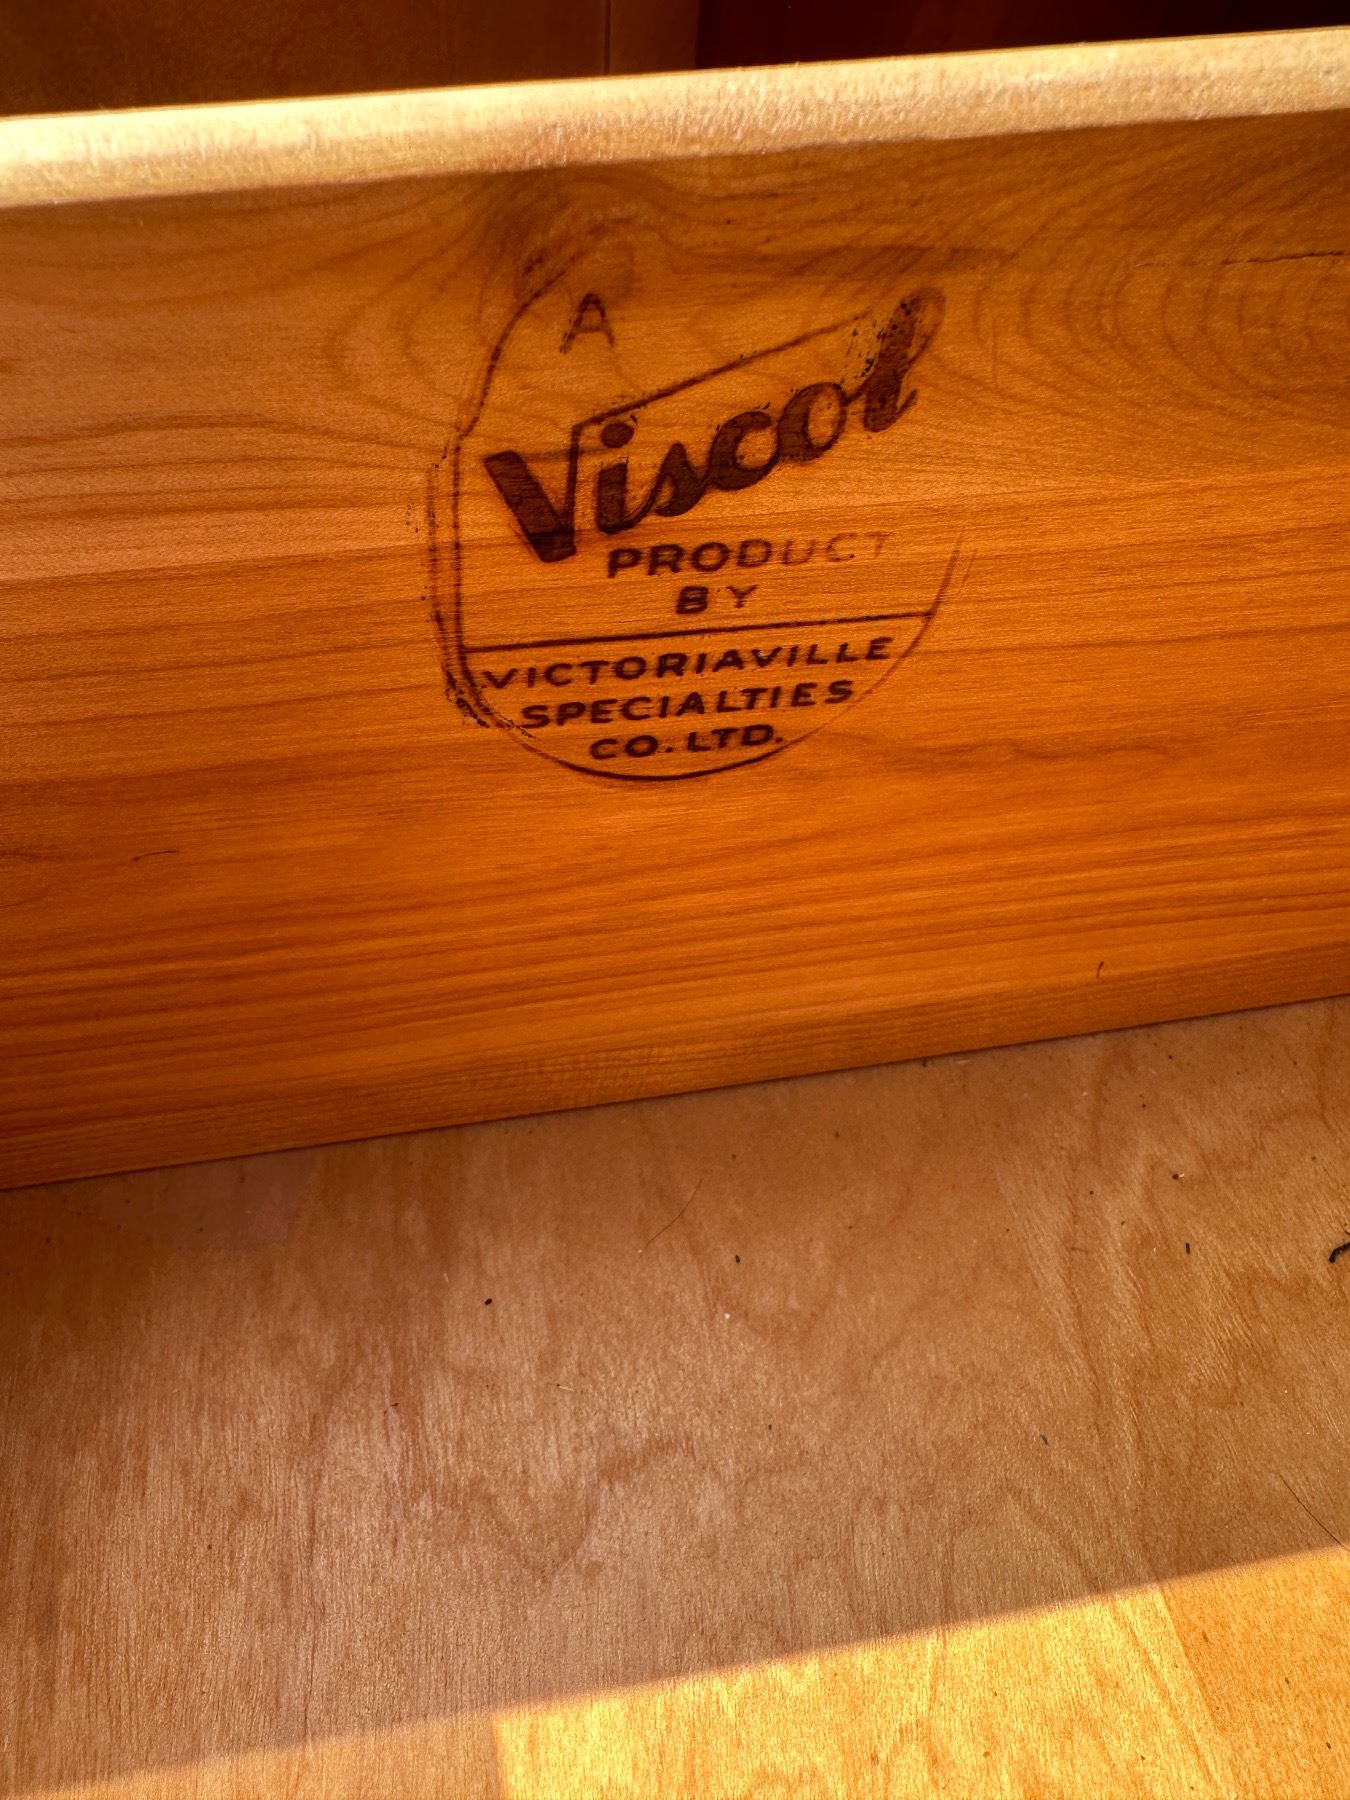 A
Viscol
PRODUCT
BY
VICTORIAVILLE
SPECIALTIES
CO. LTD.